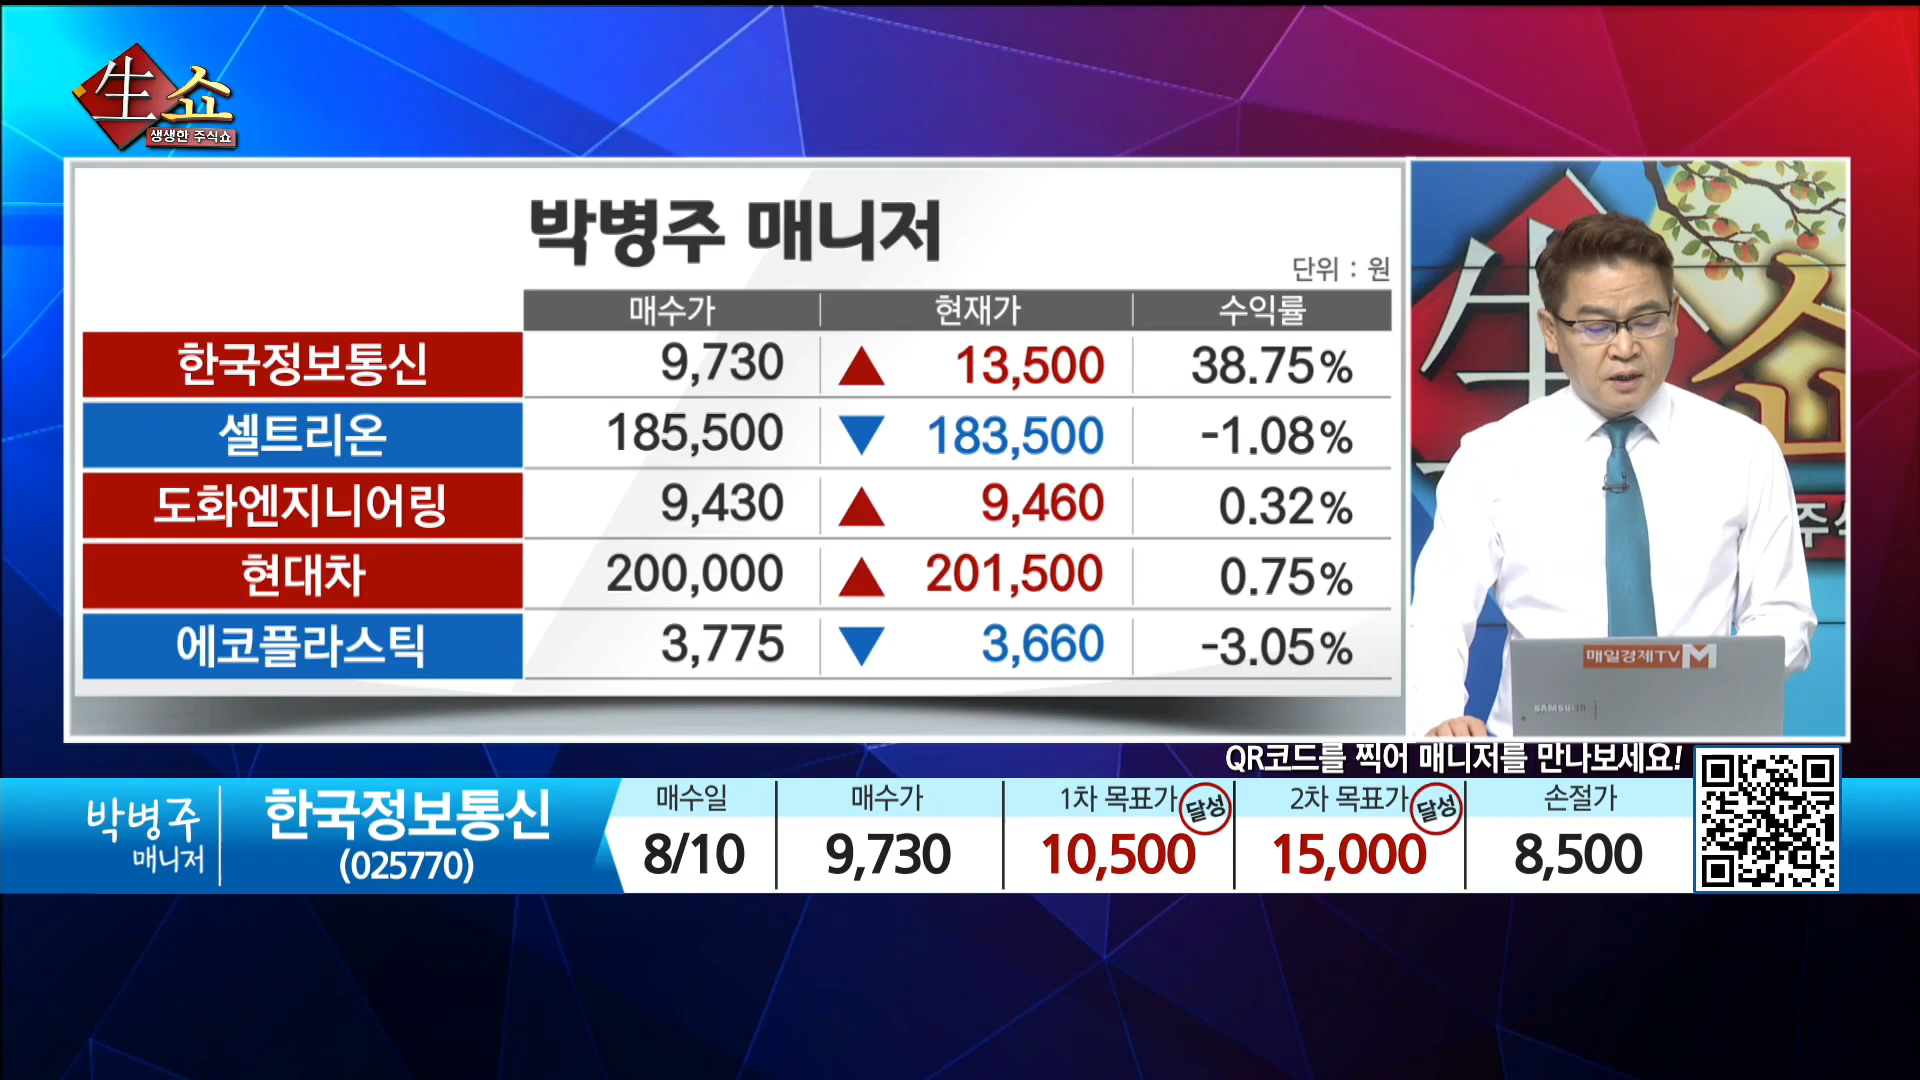 生쇼
생생한 주식쇼
박병주 매니저
단위 : 원
매수가 현재가 수익률
한국정보통신 9,730 ▲ 13,500 38.75%
셀트리온 185,500 ▼ 183,500 -1.08%
도화엔지니어링 9,430 ▲ 9,460 0.32%
현대차 200,000 ▲ 201,500 0.75%
에코플라스틱 3,775 ▼ 3,660 -3.05%
生쇼
주식
매일경제TV M
SAMSUNG
QR코드를 찍어 매니저를 만나보세요!
박병주
매니저
한국정보통신
(025770)
매수일 매수가 1차 목표가 달성 2차 목표가 달성 손절가
8/10 9,730 10,500 15,000 8,500